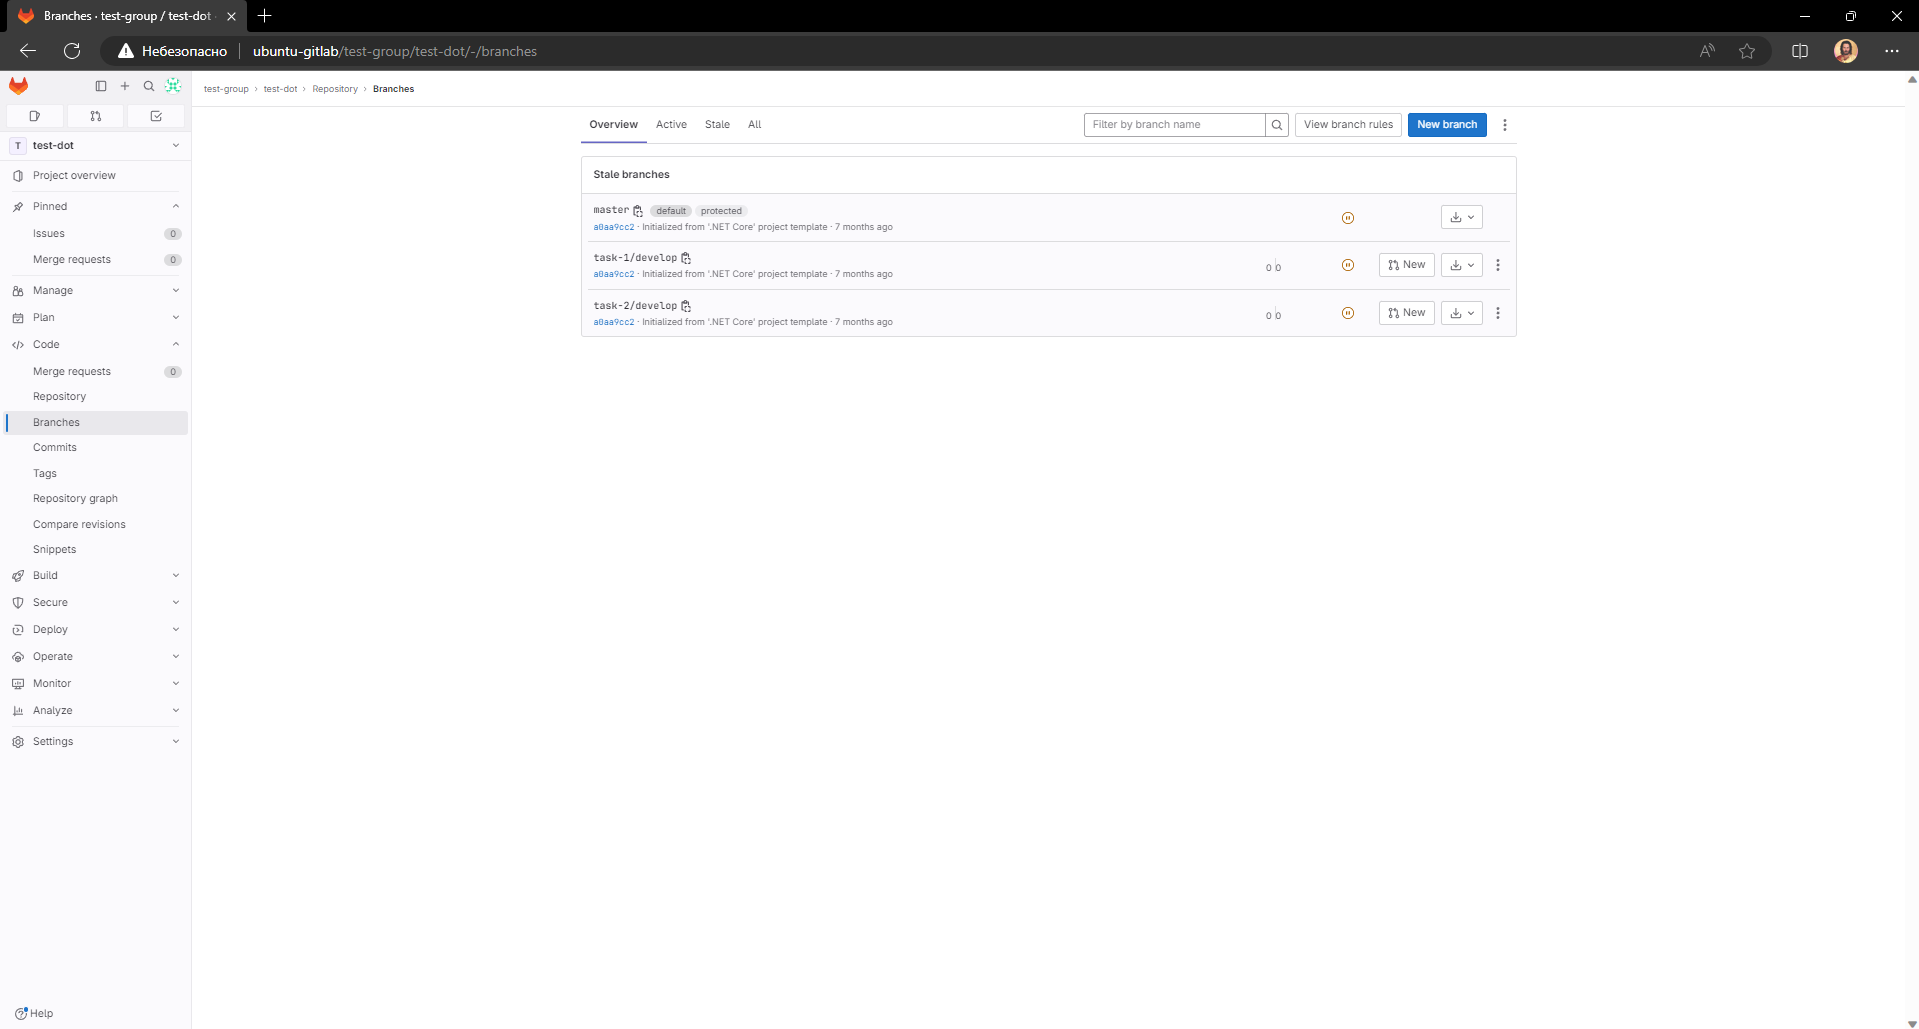 Branches · test-group / test-dot ·
Небезопасно
ubuntu-gitlab/test-group/test-dot/-/branches
test-group › test-dot › Repository › Branches
T test-dot
Project overview
Pinned
Issues 0
Merge requests 0
Manage
Plan
Code
Merge requests 0
Repository
Branches
Commits
Tags
Repository graph
Compare revisions
Snippets
Build
Secure
Deploy
Operate
Monitor
Analyze
Settings
Help
Overview Active Stale All
Filter by branch name
View branch rules
New branch
Stale branches
master default protected
a0aa9cc2 · Initialized from '.NET Core' project template · 7 months ago
task-1/develop
a0aa9cc2 · Initialized from '.NET Core' project template · 7 months ago
0 0
New
task-2/develop
a0aa9cc2 · Initialized from '.NET Core' project template · 7 months ago
0 0
New